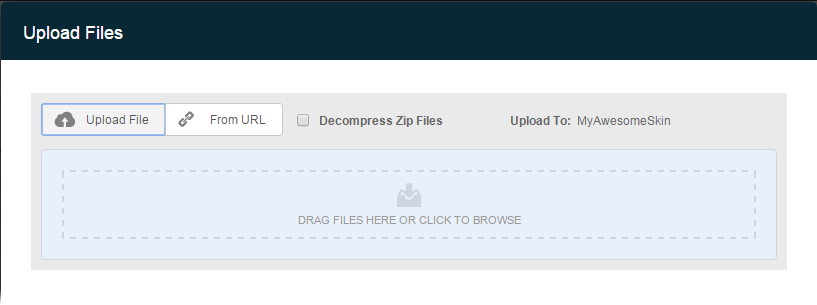 Upload Files
Upload File From URL Decompress Zip Files Upload To: MyAwesomeSkin
DRAG FILES HERE OR CLICK TO BROWSE